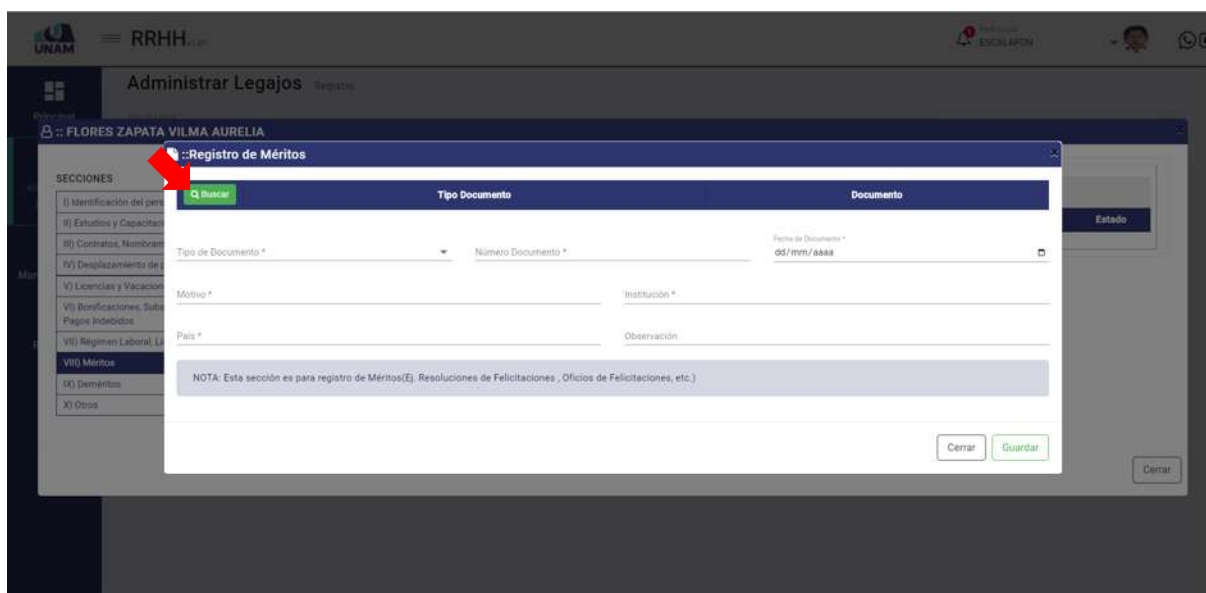 UNAM
RRHH
ESCALAFON
Administrar Legajos Registro
Principal
:: FLORES ZAPATA VILMA AURELIA
::Registro de Méritos
SECCIONES
Buscar
Tipo Documento
Documento
I) Identificación del pers
II) Estudios y Capacitaci
Estado
III) Contratos, Nombram
Tipo de Documento *
Número Documento *
Fecha de Documento *
dd/mm/aaaa
IV) Desplazamiento de p
V) Licencias y Vacacion
Motivo *
Institución *
VI) Bonificaciones, Subs
Pagos Indebidos
VII) Regimen Laboral, Li
País *
Observación
VIII) Méritos
IX) Deméritos
NOTA: Esta sección es para registro de Méritos(Ej. Resoluciones de Felicitaciones , Oficios de Felicitaciones, etc.)
X) Otros
Cerrar
Guardar
Cerrar